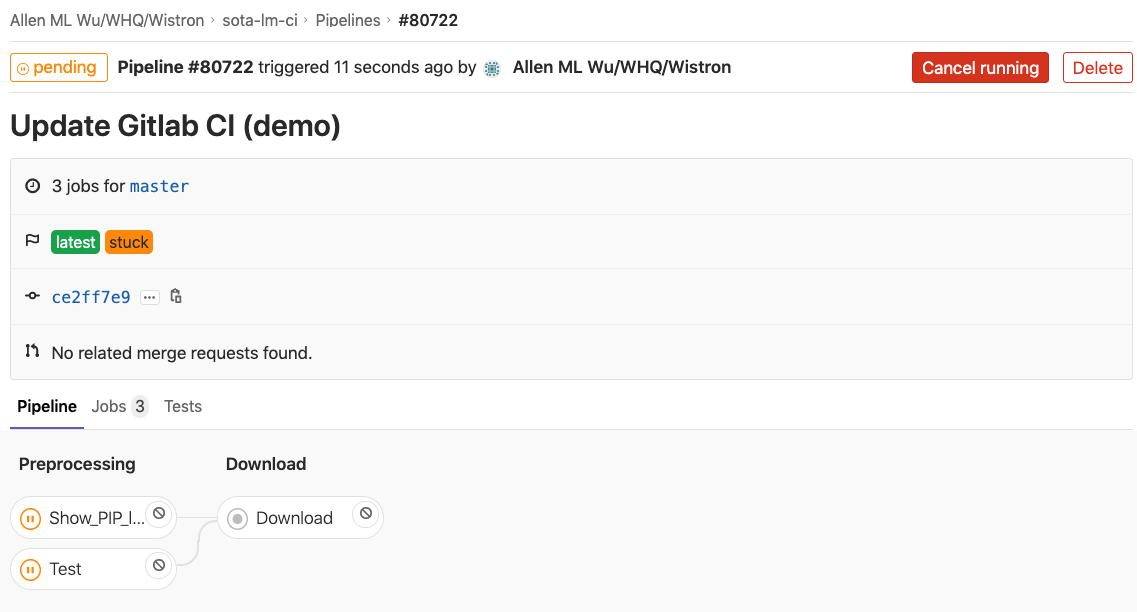 Allen ML Wu/WHQ/Wistron › sota-lm-ci › Pipelines › #80722
pending Pipeline #80722 triggered 11 seconds ago by Allen ML Wu/WHQ/Wistron Cancel running Delete
Update Gitlab CI (demo)
3 jobs for master
latest stuck
ce2ff7e9 ...
No related merge requests found.
Pipeline Jobs 3 Tests
Preprocessing Download
Show_PIP_l... Download
Test